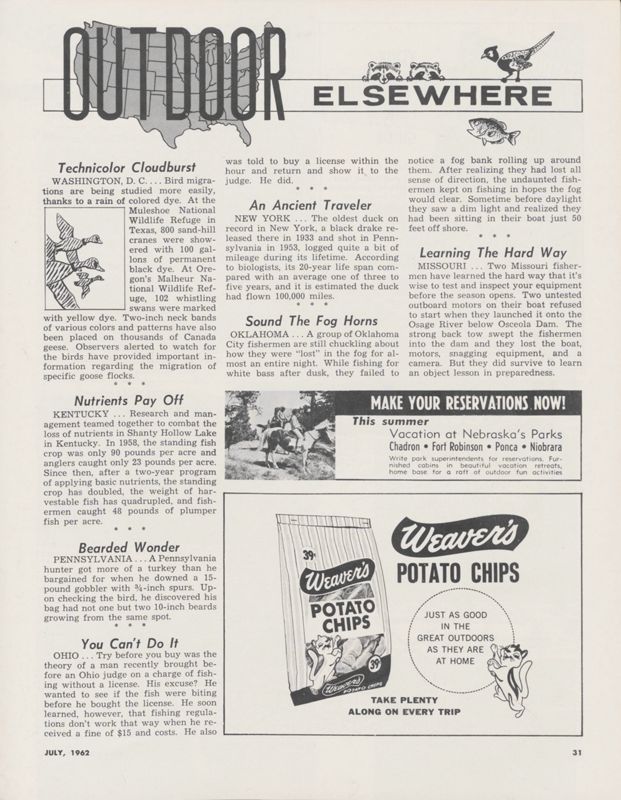 OUTDOOR
ELSEWHERE
Technicolor Cloudburst
WASHINGTON, D. C. ... Bird migra-
tions are being studied more easily,
thanks to a rain of colored dye. At the
Muleshoe National
Wildlife Refuge in
Texas, 800 sand-hill
cranes were show-
ered with 100 gal-
lons of permanent
black dye. At Ore-
gon's Malheur Na-
tional Wildlife Ref-
uge, 102 whistling
swans were marked
with yellow dye. Two-inch neck bands
of various colors and patterns have also
been placed on thousands of Canada
geese. Observers alerted to watch for
the birds have provided important in-
formation regarding the migration of
specific goose flocks.
* * *
Nutrients Pay Off
KENTUCKY ... Research and man-
agement teamed together to combat the
loss of nutrients in Shanty Hollow Lake
in Kentucky. In 1958, the standing fish
crop was only 90 pounds per acre and
anglers caught only 23 pounds per acre.
Since then, after a two-year program
of applying basic nutrients, the standing
crop has doubled, the weight of har-
vestable fish has quadrupled, and fish-
ermen caught 48 pounds of plumper
fish per acre.
* * *
Bearded Wonder
PENNSYLVANIA ... A Pennsylvania
hunter got more of a turkey than he
bargained for when he downed a 15-
pound gobbler with ¾-inch spurs. Up-
on checking the bird, he discovered his
bag had not one but two 10-inch beards
growing from the same spot.
* * *
You Can't Do It
OHIO ... Try before you buy was the
theory of a man recently brought be-
fore an Ohio judge on a charge of fish-
ing without a license. His excuse? He
wanted to see if the fish were biting
before he bought the license. He soon
learned, however, that fishing regula-
tions don't work that way when he re-
ceived a fine of $15 and costs. He also
was told to buy a license within the
hour and return and show it to the
judge. He did.
* * *
An Ancient Traveler
NEW YORK ... The oldest duck on
record in New York, a black drake re-
leased there in 1933 and shot in Penn-
sylvania in 1953, logged quite a bit of
mileage during its lifetime. According
to biologists, its 20-year life span com-
pared with an average one of three to
five years, and it is estimated the duck
had flown 100,000 miles.
* * *
Sound The Fog Horns
OKLAHOMA ... A group of Oklahoma
City fishermen are still chuckling about
how they were "lost" in the fog for al-
most an entire night. While fishing for
white bass after dusk, they failed to
notice a fog bank rolling up around
them. After realizing they had lost all
sense of direction, the undaunted fish-
ermen kept on fishing in hopes the fog
would clear. Sometime before daylight
they saw a dim light and realized they
had been sitting in their boat just 50
feet off shore.
* * *
Learning The Hard Way
MISSOURI ... Two Missouri fisher-
men have learned the hard way that it's
wise to test and inspect your equipment
before the season opens. Two untested
outboard motors on their boat refused
to start when they launched it onto the
Osage River below Osceola Dam. The
strong back tow swept the fishermen
into the dam and they lost the boat,
motors, snagging equipment, and a
camera. But they did survive to learn
an object lesson in preparedness.
MAKE YOUR RESERVATIONS NOW!
This summer
Vacation at Nebraska's Parks
Chadron • Fort Robinson • Ponca • Niobrara
Write park superintendents for reservations. Fur-
nished cabins in beautiful vacation retreats,
home base for a raft of outdoor fun activities
39¢
Weaver's
POTATO
CHIPS
39¢
Weaver's
POTATO CHIPS
Weaver's
POTATO CHIPS
JUST AS GOOD
IN THE
GREAT OUTDOORS
AS THEY ARE
AT HOME
TAKE PLENTY
ALONG ON EVERY TRIP
JULY, 1962
31